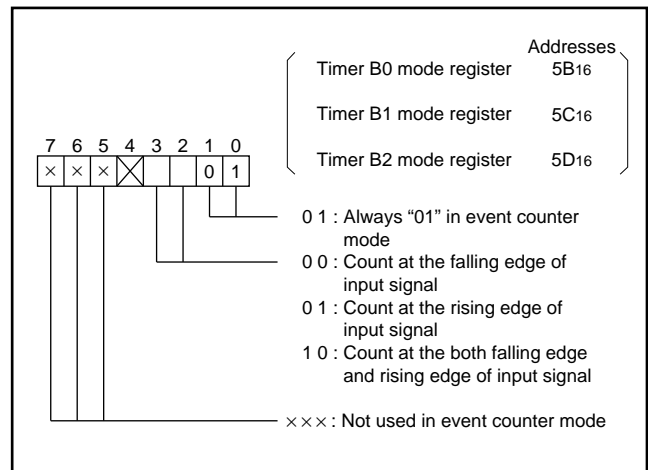 Addresses
Timer B0 mode register 5B16
Timer B1 mode register 5C16
Timer B2 mode register 5D16
7 6 5 4 3 2 1 0
× × × 0 1
0 1 : Always “01” in event counter
mode
0 0 : Count at the falling edge of
input signal
0 1 : Count at the rising edge of
input signal
1 0 : Count at the both falling edge
and rising edge of input signal
××× : Not used in event counter mode